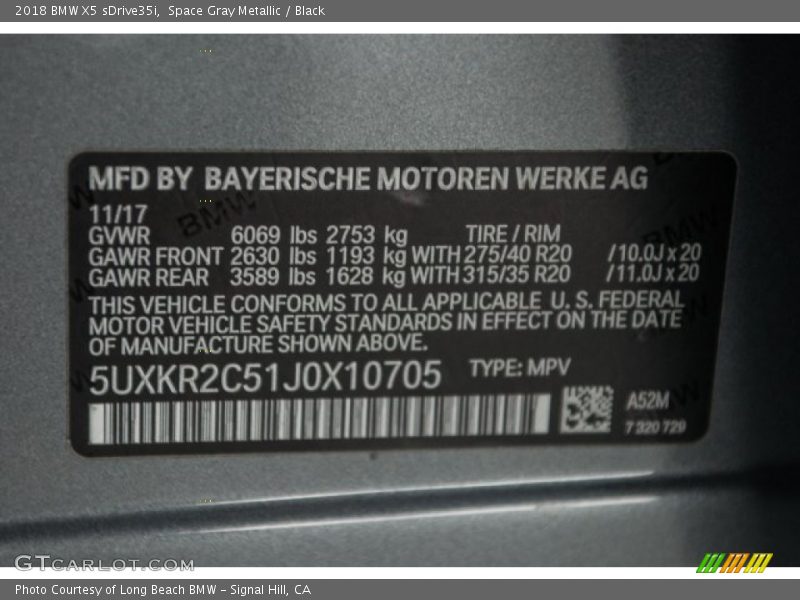 2018 BMW X5 sDrive35i,  Space Gray Metallic / Black
MFD BY BAYERISCHE MOTOREN WERKE AG
11/17
GVWR 6069 lbs 2753 kg TIRE / RIM
GAWR FRONT 2630 lbs 1193 kg WITH 275/40 R20 /10.0J x 20
GAWR REAR 3589 lbs 1628 kg WITH 315/35 R20 /11.0J x 20
THIS VEHICLE CONFORMS TO ALL APPLICABLE U. S. FEDERAL
MOTOR VEHICLE SAFETY STANDARDS IN EFFECT ON THE DATE
OF MANUFACTURE SHOWN ABOVE.
5UXKR2C51J0X10705 TYPE: MPV
A52M
7 320 729
GTCARLOT.COM
Photo Courtesy of Long Beach BMW – Signal Hill, CA